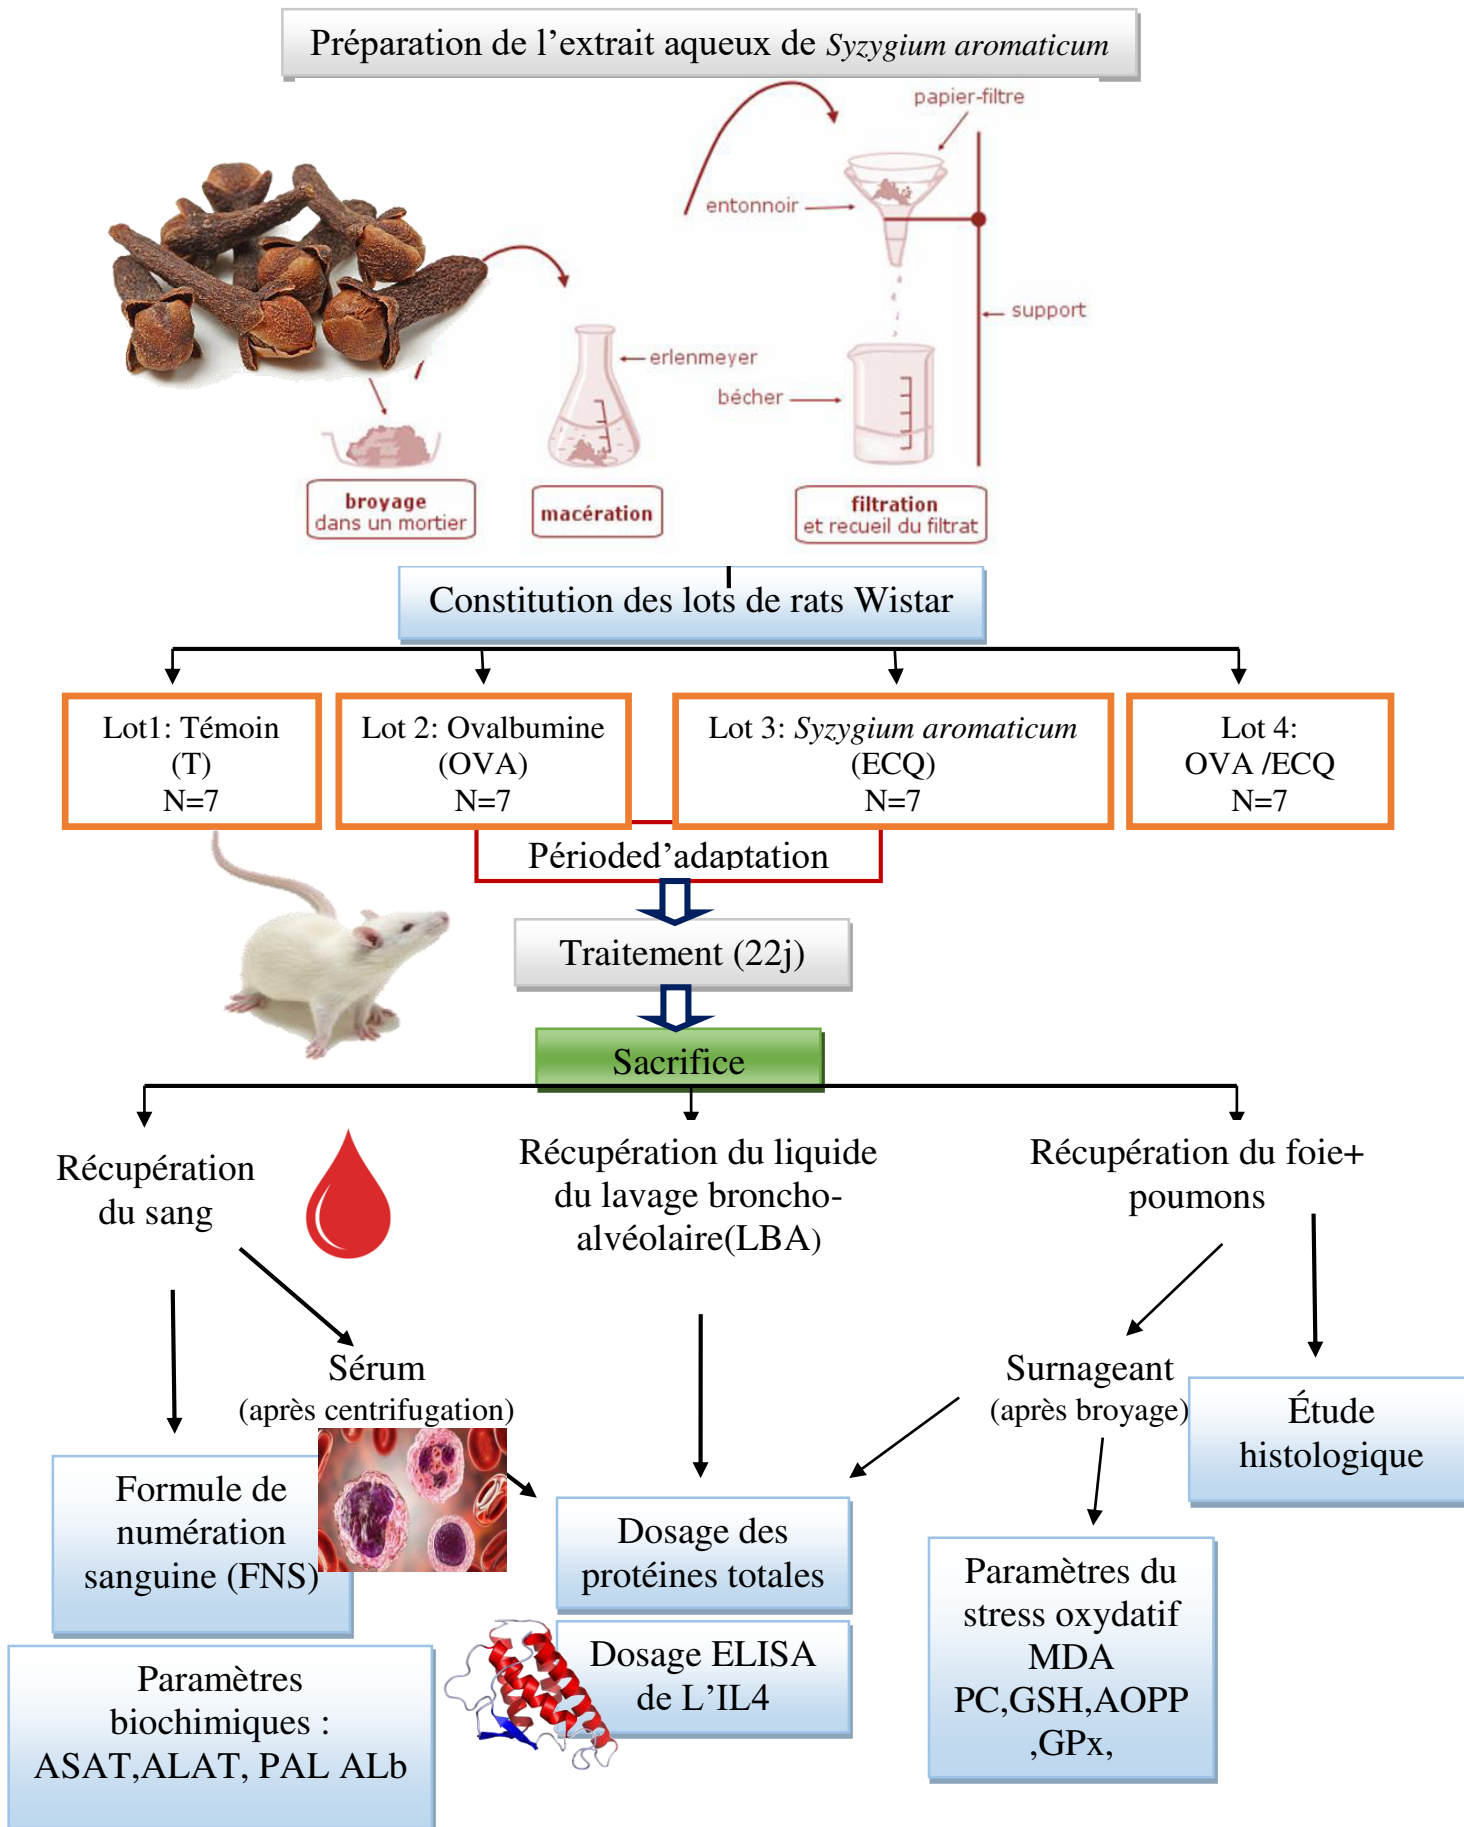 Préparation de l’extrait aqueux de Syzygium aromaticum
papier-filtre
entonnoir
support
erlenmeyer
bécher
broyage
dans un mortier
macération
filtration
et recueil du filtrat
Constitution des lots de rats Wistar
Lot1: Témoin
(T)
N=7
Lot 2: Ovalbumine
(OVA)
N=7
Lot 3: Syzygium aromaticum
(ECQ)
N=7
Lot 4:
OVA /ECQ
N=7
Périoded’adaptation
Traitement (22j)
Sacrifice
Récupération
du sang
Récupération du liquide
du lavage broncho-
alvéolaire(LBA)
Récupération du foie+
poumons
Sérum
(après centrifugation)
Surnageant
(après broyage)
Étude
histologique
Formule de
numération
sanguine (FNS)
Dosage des
protéines totales
Paramètres du
stress oxydatif
MDA
PC,GSH,AOPP
,GPx,
Dosage ELISA
de L’IL4
Paramètres
biochimiques :
ASAT,ALAT, PAL ALb